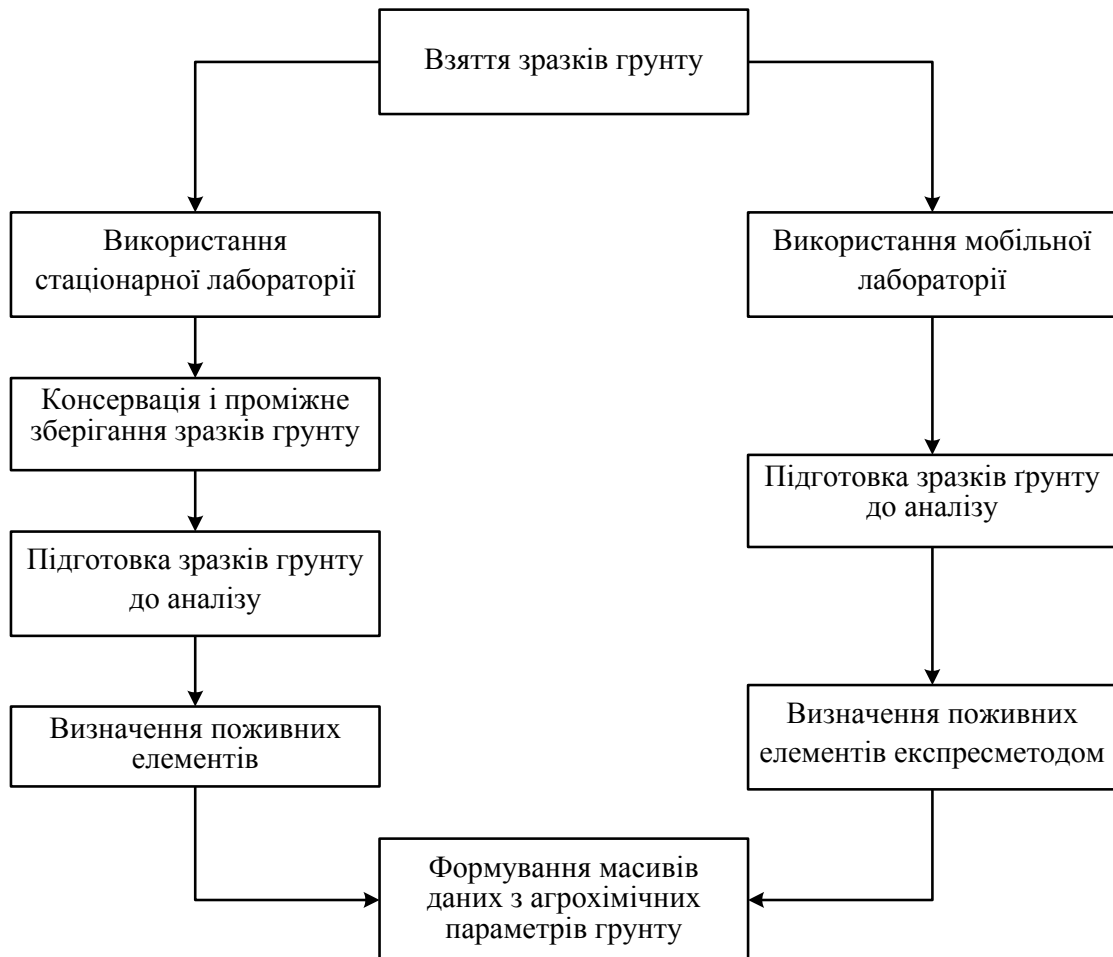 Взяття зразків грунту
Використання
стаціонарної лабораторії
Консервація і проміжне
зберігання зразків грунту
Підготовка зразків грунту
до аналізу
Визначення поживних
елементів
Використання мобільної
лабораторії
Підготовка зразків ґрунту
до аналізу
Визначення поживних
елементів експресметодом
Формування масивів
даних з агрохімічних
параметрів грунту